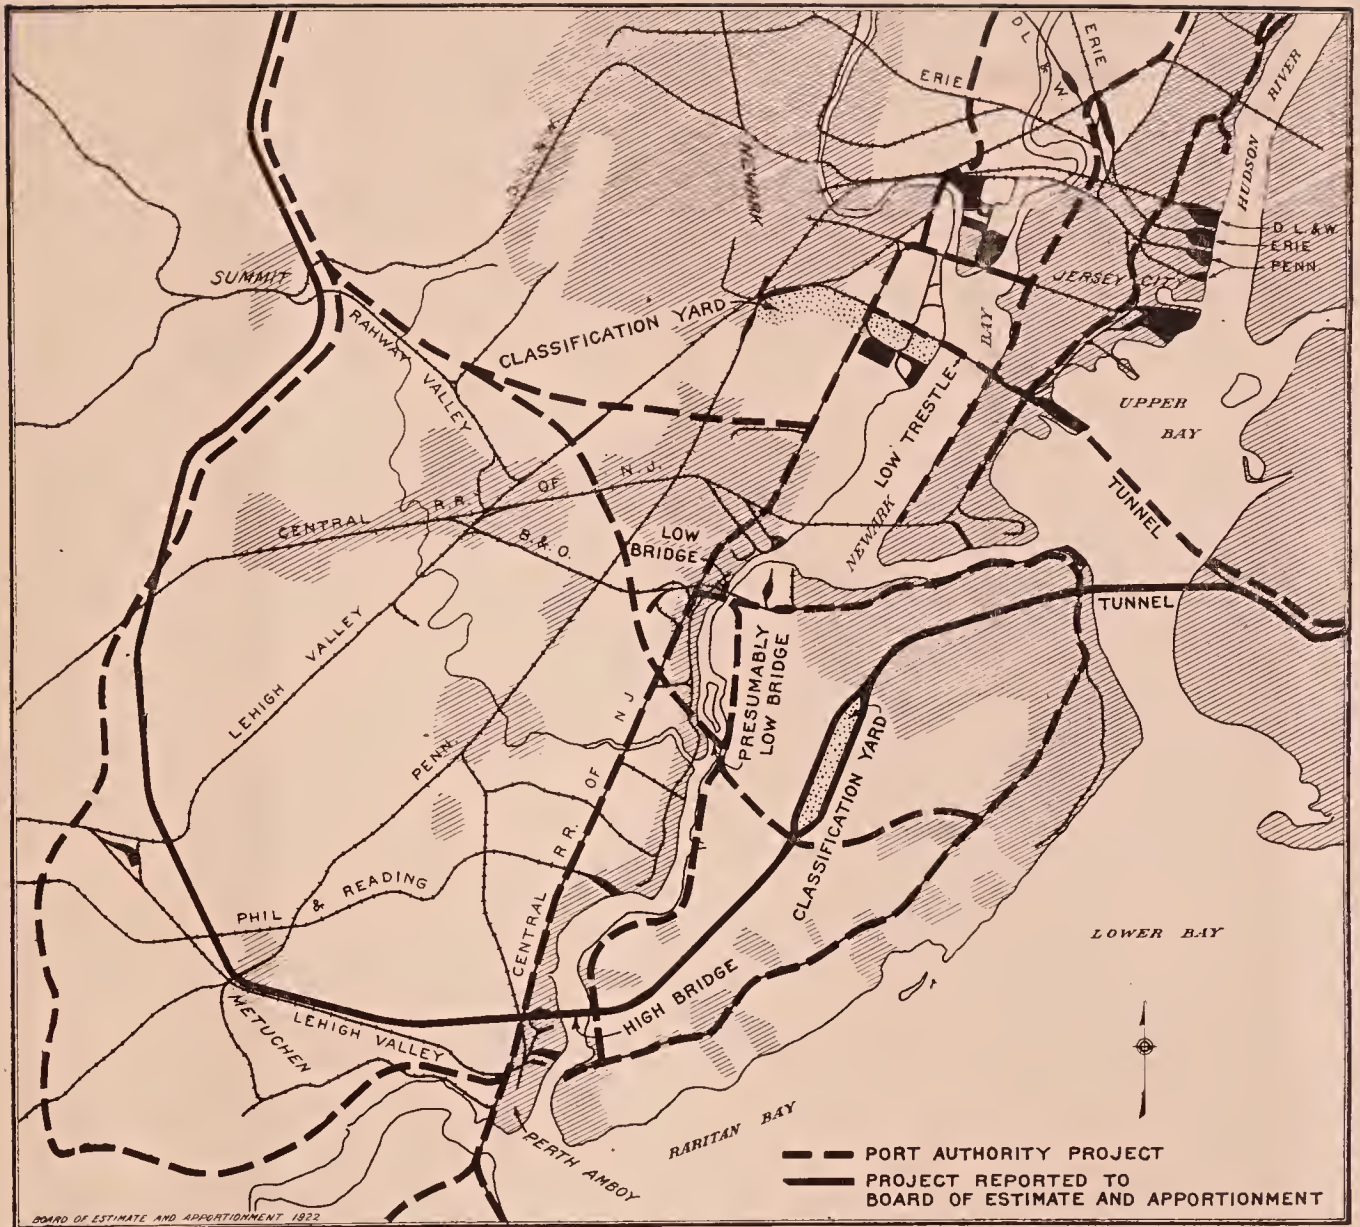 ERIE
D L & W.
ERIE
HUDSON RIVER
D. L. & W.
NEWARK
D L & W.
ERIE
PENN.
SUMMIT
JERSEY CITY
CLASSIFICATION YARD
RAHWAY VALLEY
BAY
UPPER
BAY
LOW TRESTLE
NEWARK
TUNNEL
CENTRAL R.R. OF N. J.
B. & O.
LOW
BRIDGE
TUNNEL
LEHIGH VALLEY
PRESUMABLY
LOW BRIDGE
PENN.
CLASSIFICATION YARD
CENTRAL R R. OF N J
PHIL & READING
LOWER BAY
HIGH BRIDGE
METUCHEN
LEHIGH VALLEY
PERTH AMBOY
RARITAN BAY
PORT AUTHORITY PROJECT
PROJECT REPORTED TO
BOARD OF ESTIMATE AND APPORTIONMENT
BOARD OF ESTIMATE AND APPORTIONMENT 1922